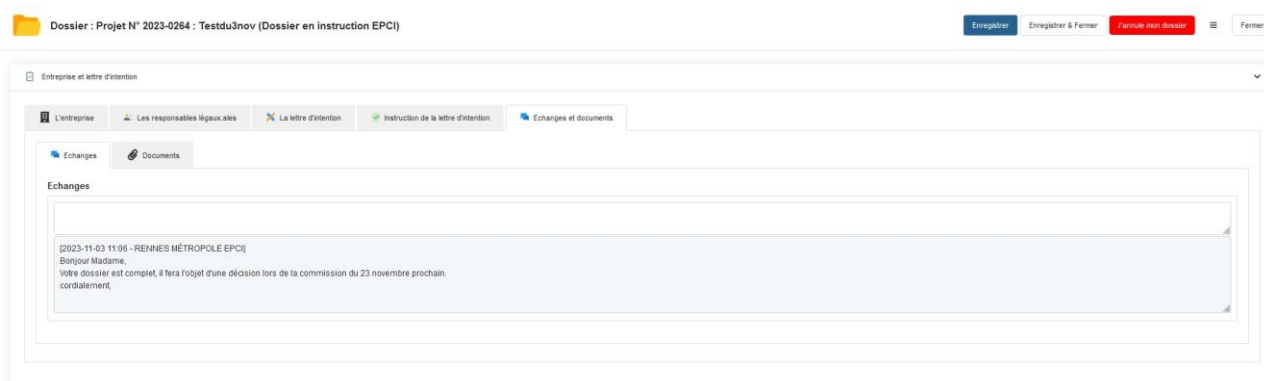 Dossier : Projet N° 2023-0264 : Testdu3nov (Dossier en instruction EPCI)
Enregistrer
Enregistrer & Fermer
J'annule mon dossier
Fermer
Entreprise et lettre d'intention
L'entreprise
Les responsables légaux.ales
La lettre d'intention
Instruction de la lettre d'intention
Echanges et documents
Echanges
Documents
Echanges
[2023-11-03 11:06 - RENNES MÉTROPOLE EPCI]
Bonjour Madame,
Votre dossier est complet, il fera l'objet d'une décision lors de la commission du 23 novembre prochain.
cordialement,